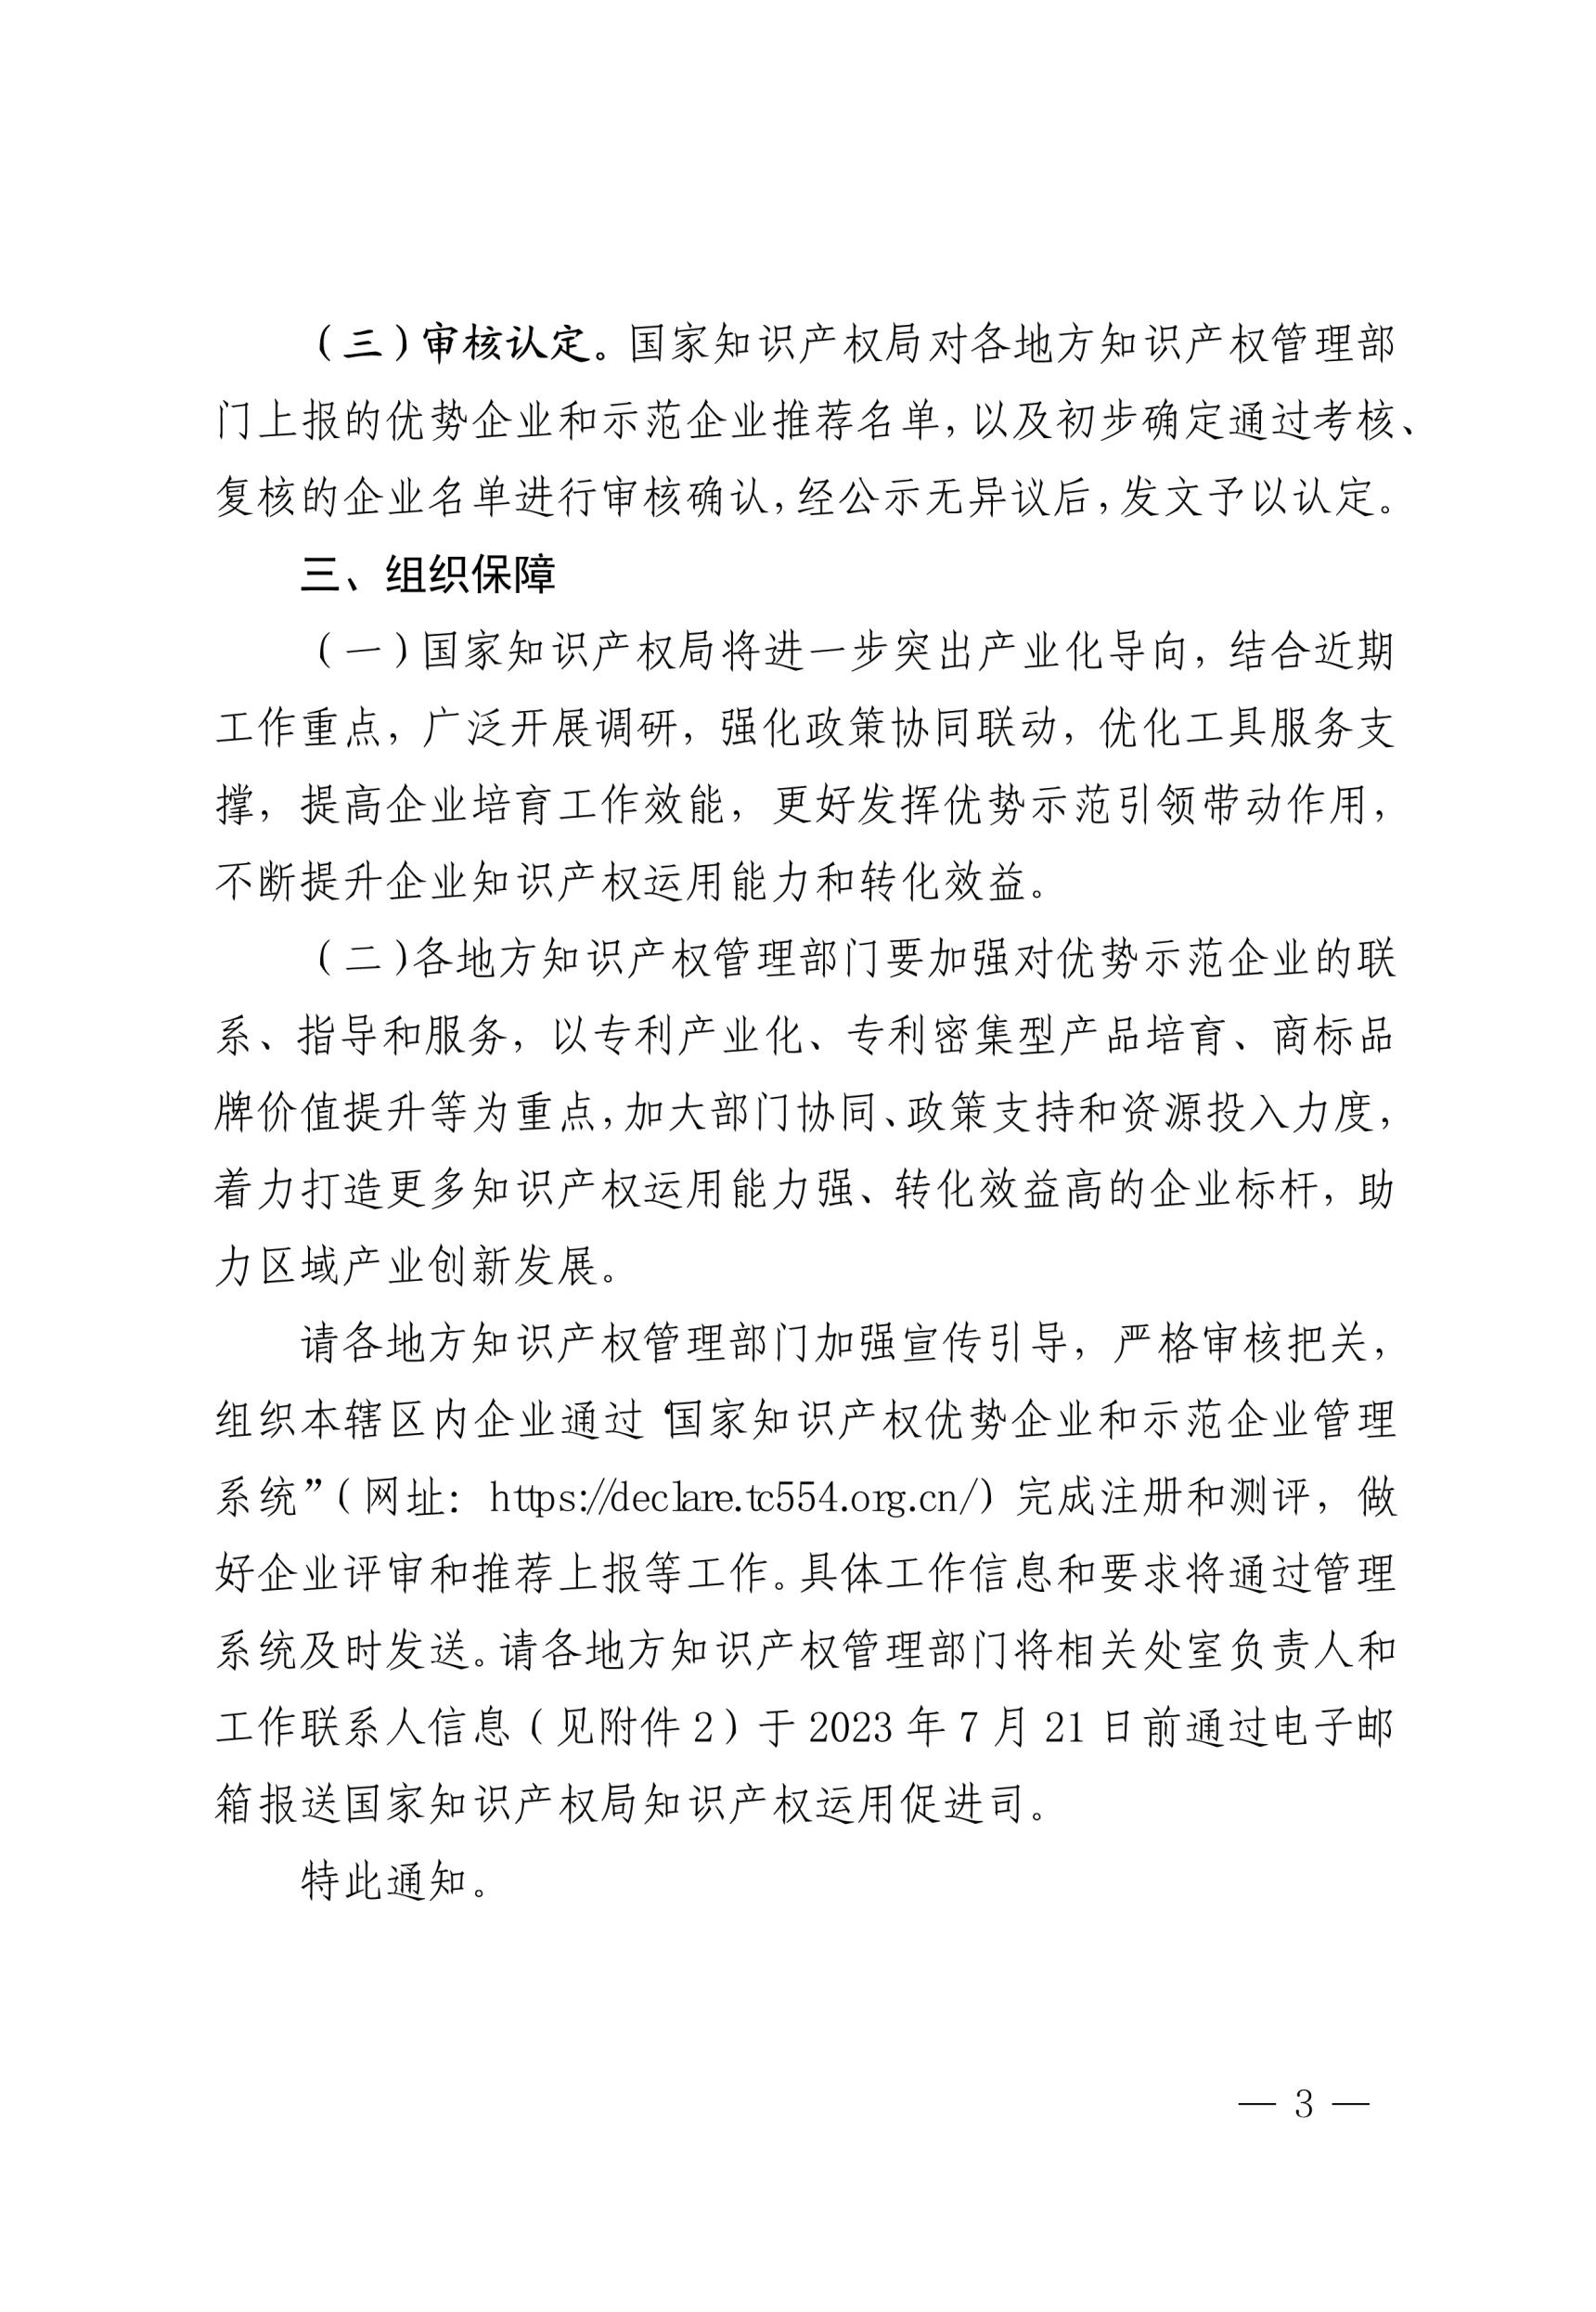 （三）审核认定。国家知识产权局对各地方知识产权管理部
门上报的优势企业和示范企业推荐名单，以及初步确定通过考核、
复核的企业名单进行审核确认，经公示无异议后，发文予以认定。
三、组织保障
（一）国家知识产权局将进一步突出产业化导向，结合近期
工作重点，广泛开展调研，强化政策协同联动，优化工具服务支
撑，提高企业培育工作效能，更好发挥优势示范引领带动作用，
不断提升企业知识产权运用能力和转化效益。
（二）各地方知识产权管理部门要加强对优势示范企业的联
系、指导和服务，以专利产业化、专利密集型产品培育、商标品
牌价值提升等为重点，加大部门协同、政策支持和资源投入力度，
着力打造更多知识产权运用能力强、转化效益高的企业标杆，助
力区域产业创新发展。
请各地方知识产权管理部门加强宣传引导，严格审核把关，
组织本辖区内企业通过“国家知识产权优势企业和示范企业管理
系统”（网址：https://declare.tc554.org.cn/）完成注册和测评，做
好企业评审和推荐上报等工作。具体工作信息和要求将通过管理
系统及时发送。请各地方知识产权管理部门将相关处室负责人和
工作联系人信息（见附件2）于2023年7月21日前通过电子邮
箱报送国家知识产权局知识产权运用促进司。
特此通知。
— 3 —